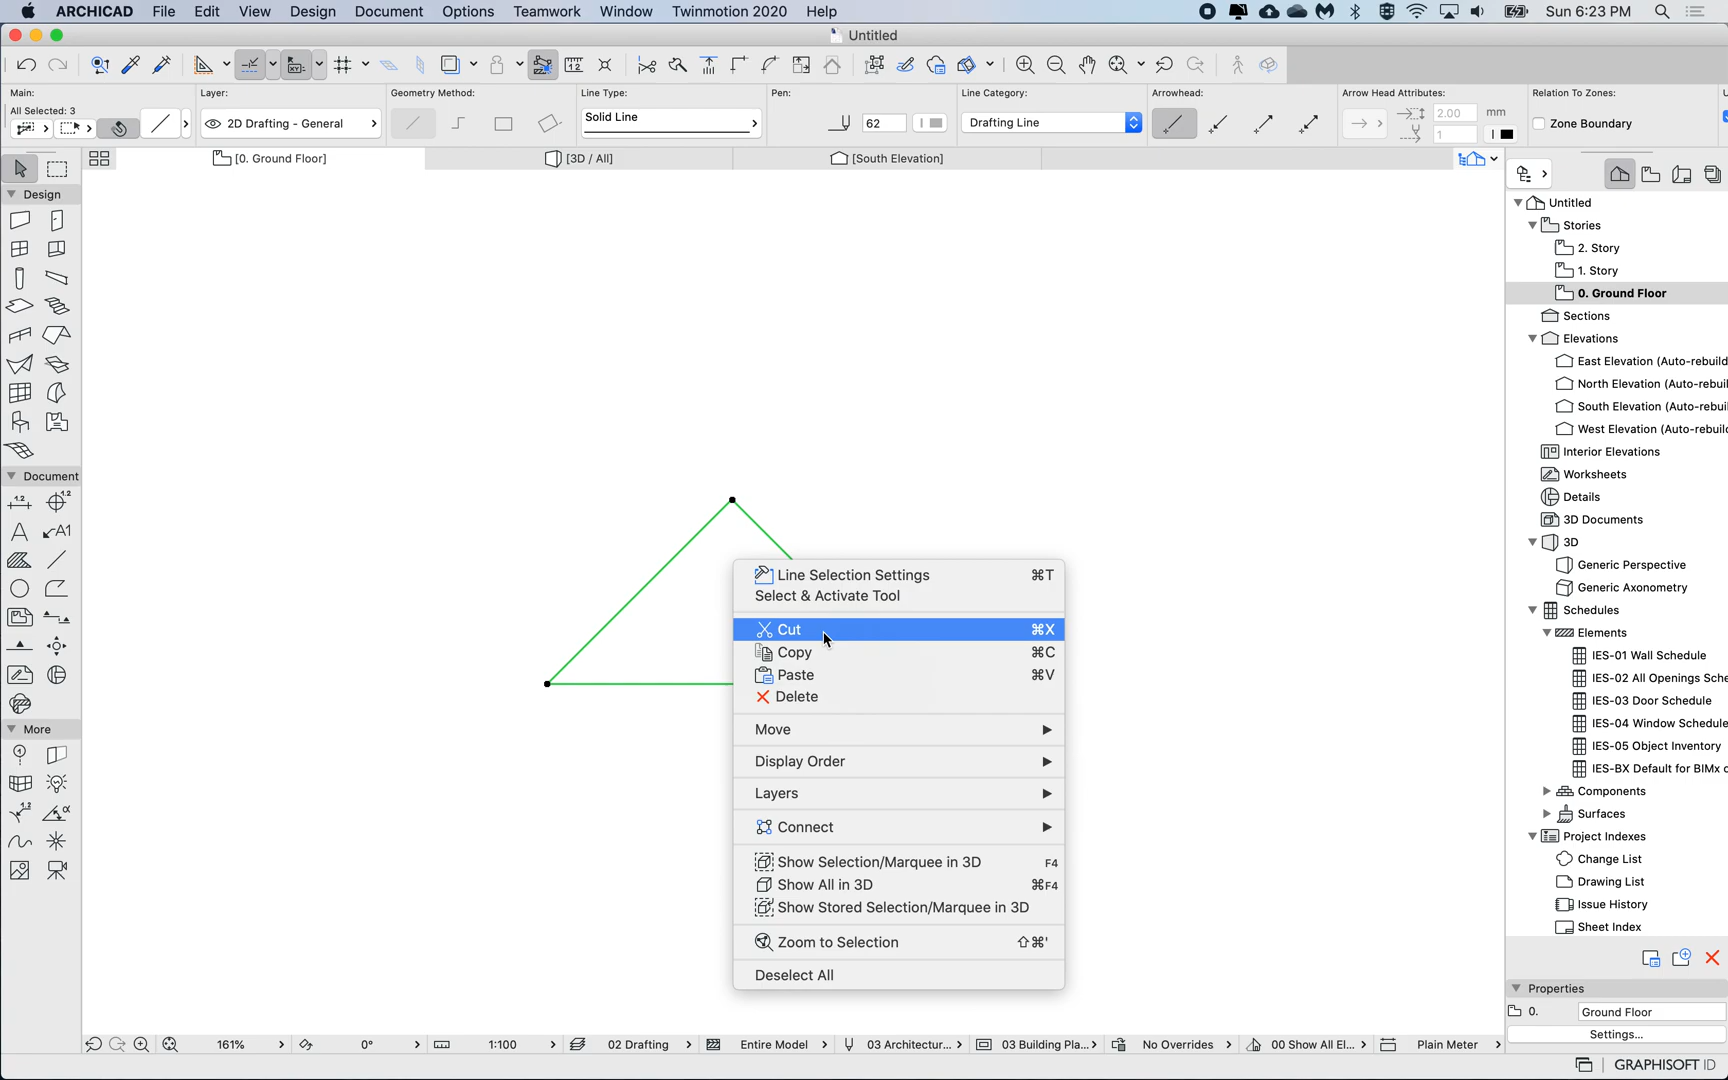 ARCHICAD File Edit View Design Document Options Teamwork Window Twinmotion 2020 Help Sun 6:23 PM
Untitled
Main: Layer: Geometry Method: Line Type: Pen: Line Category: Arrowhead: Arrow Head Attributes: Relation To Zones:
All Selected: 3
2D Drafting - General
Solid Line
62
Drafting Line
2.00 mm
1
Zone Boundary
[0. Ground Floor] [3D / All] [South Elevation]
Design
Document
1.2
1.2
A1
More
1
1.2
Line Selection Settings ⌘T
Select & Activate Tool
Cut ⌘X
Copy ⌘C
Paste ⌘V
Delete
Move
Display Order
Layers
Connect
Show Selection/Marquee in 3D F4
Show All in 3D ⌘F4
Show Stored Selection/Marquee in 3D
Zoom to Selection ⇧⌘'
Deselect All
Untitled
Stories
2. Story
1. Story
0. Ground Floor
Sections
Elevations
East Elevation (Auto-rebuild
North Elevation (Auto-rebui
South Elevation (Auto-rebui
West Elevation (Auto-rebuil
Interior Elevations
Worksheets
Details
3D Documents
3D
Generic Perspective
Generic Axonometry
Schedules
Elements
IES-01 Wall Schedule
IES-02 All Openings Sche
IES-03 Door Schedule
IES-04 Window Schedule
IES-05 Object Inventory
IES-BX Default for BIMx
Components
Surfaces
Project Indexes
Change List
Drawing List
Issue History
Sheet Index
Properties
0. Ground Floor
Settings...
161% 0° 1:100 02 Drafting Entire Model 03 Architectur... 03 Building Pla... No Overrides 00 Show All El... Plain Meter
GRAPHISOFT ID